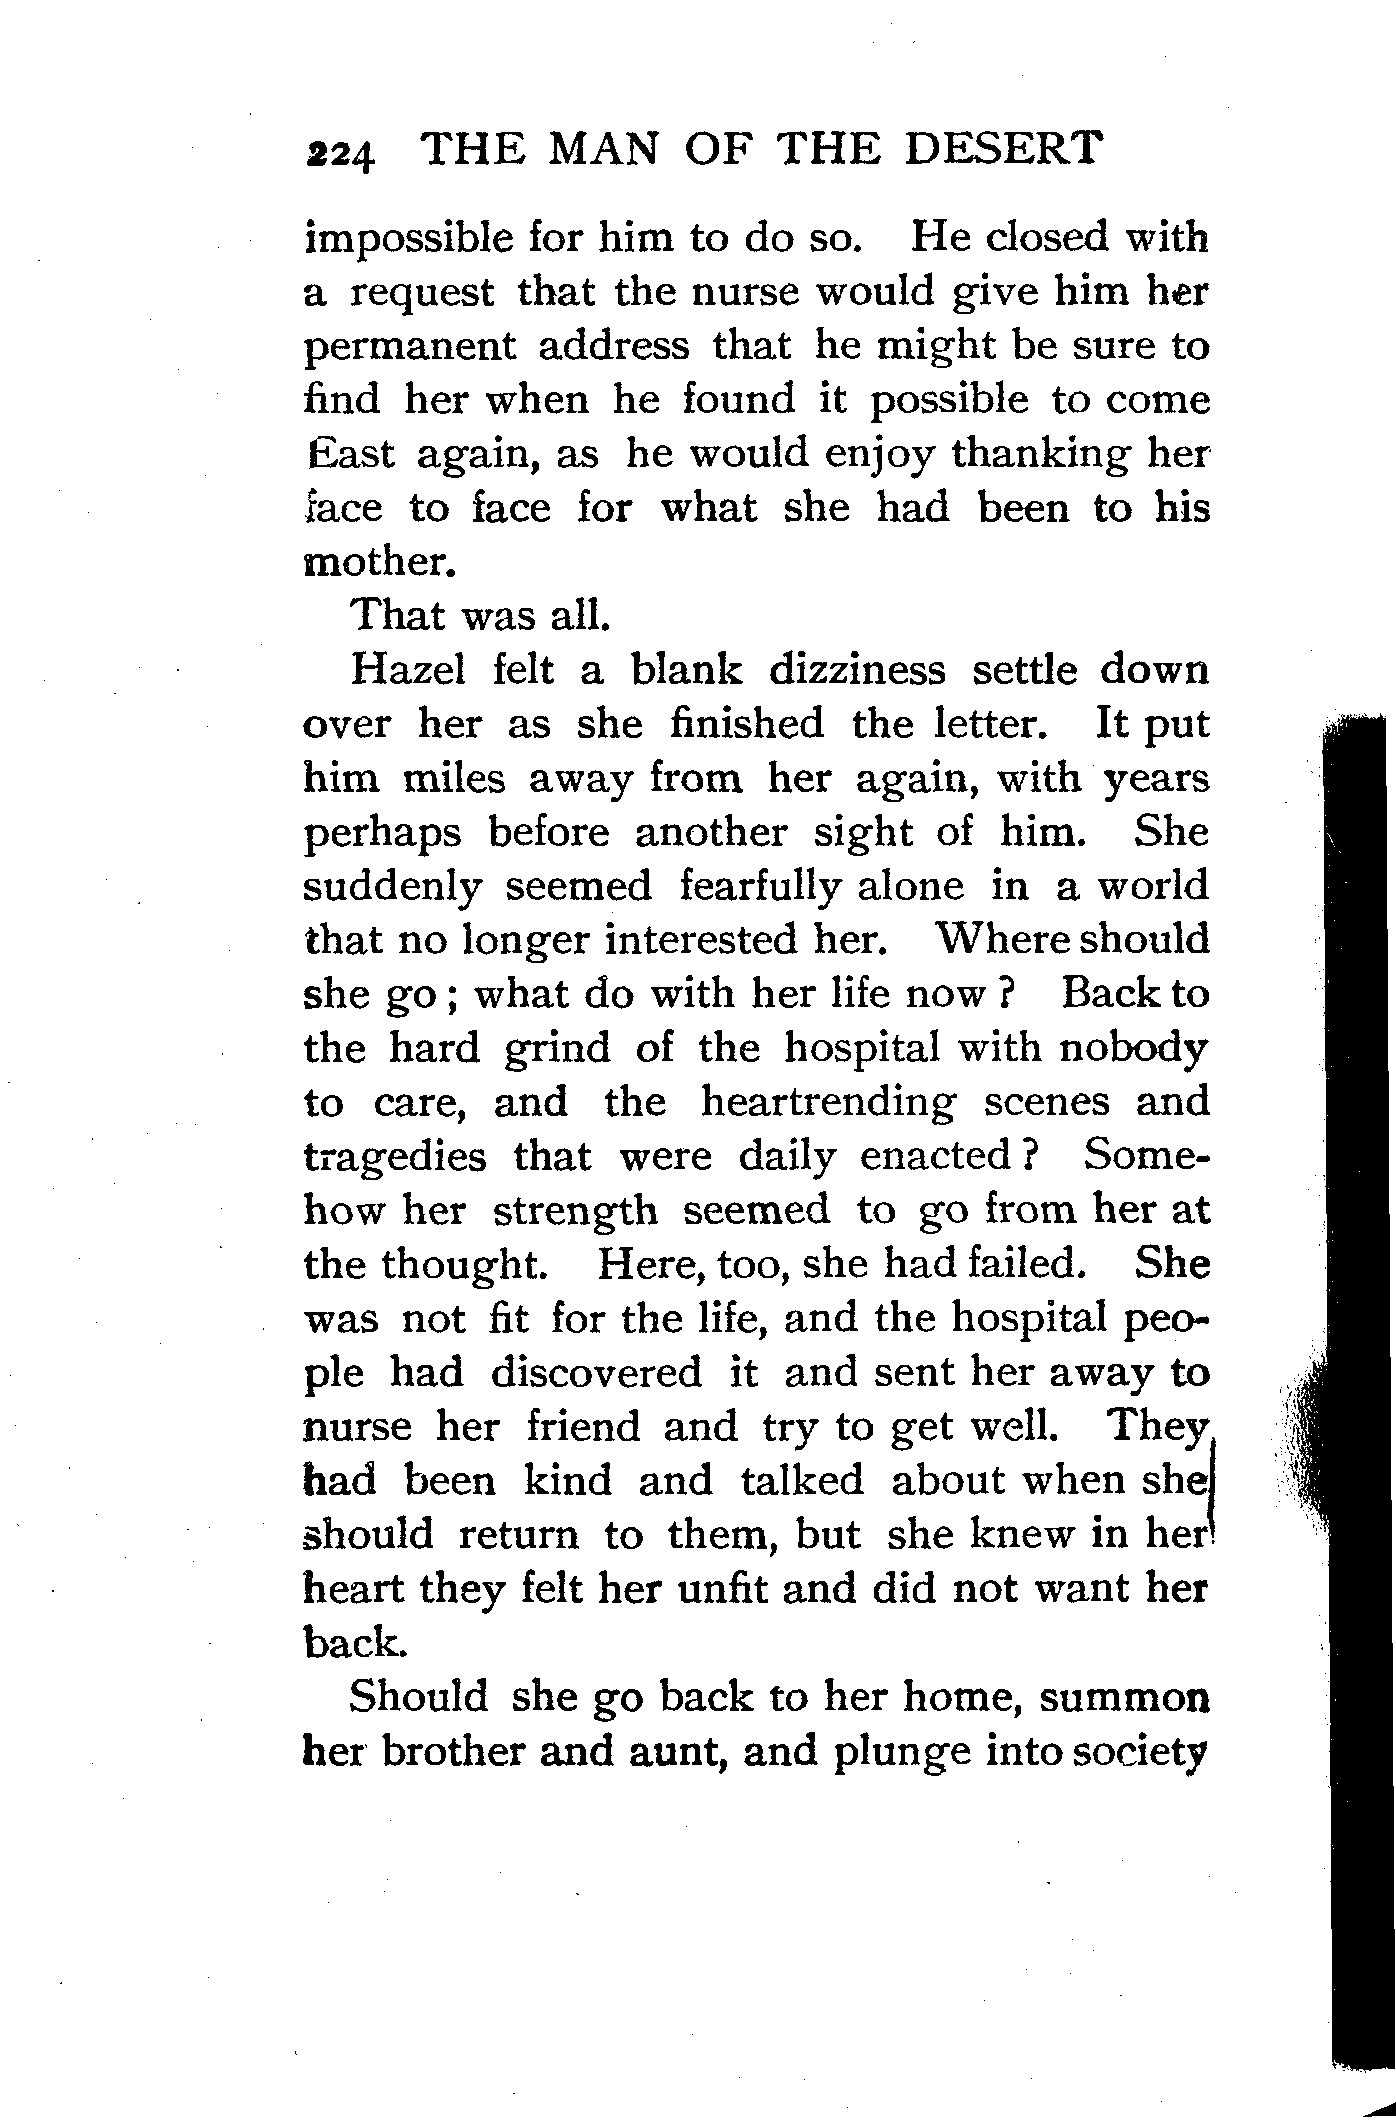 224 THE MAN OF THE DESERT
impossible for him to do so. He closed with
a request that the nurse would give him her
permanent address that he might be sure to
find her when he found it possible to come
East again, as he would enjoy thanking her
face to face for what she had been to his
mother.
That was all.
Hazel felt a blank dizziness settle down
over her as she finished the letter. It put
him miles away from her again, with years
perhaps before another sight of him. She
suddenly seemed fearfully alone in a world
that no longer interested her. Where should
she go ; what do with her life now ? Back to
the hard grind of the hospital with nobody
to care, and the heartrending scenes and
tragedies that were daily enacted ? Some-
how her strength seemed to go from her at
the thought. Here, too, she had failed. She
was not fit for the life, and the hospital peo-
ple had discovered it and sent her away to
nurse her friend and try to get well. They
had been kind and talked about when she
should return to them, but she knew in her
heart they felt her unfit and did not want her
back.
Should she go back to her home, summon
her brother and aunt, and plunge into society